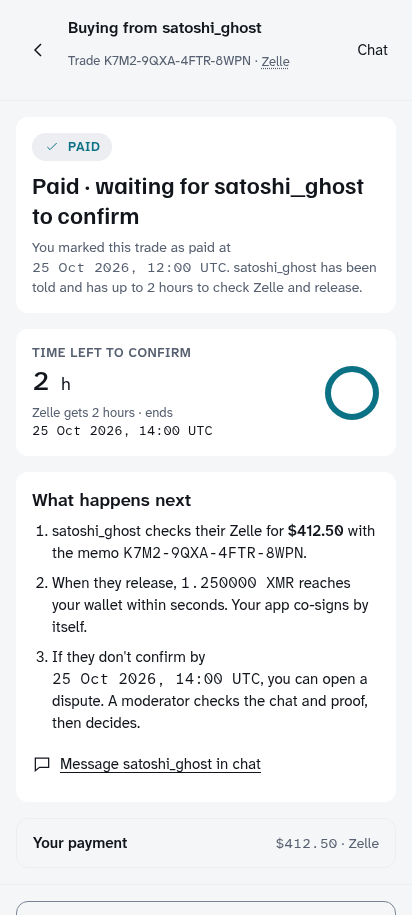 Buying from satoshi_ghost
Trade K7M2-9QXA-4FTR-8WPN · Zelle
Chat
PAID
Paid · waiting for satoshi_ghost
to confirm
You marked this trade as paid at
25 Oct 2026, 12:00 UTC. satoshi_ghost has been
told and has up to 2 hours to check Zelle and release.
TIME LEFT TO CONFIRM
2 h
Zelle gets 2 hours · ends
25 Oct 2026, 14:00 UTC
What happens next
1. satoshi_ghost checks their Zelle for $412.50 with
the memo K7M2-9QXA-4FTR-8WPN.
2. When they release, 1.250000 XMR reaches
your wallet within seconds. Your app co-signs by
itself.
3. If they don't confirm by
25 Oct 2026, 14:00 UTC, you can open a
dispute. A moderator checks the chat and proof,
then decides.
Message satoshi_ghost in chat
Your payment
$412.50 · Zelle